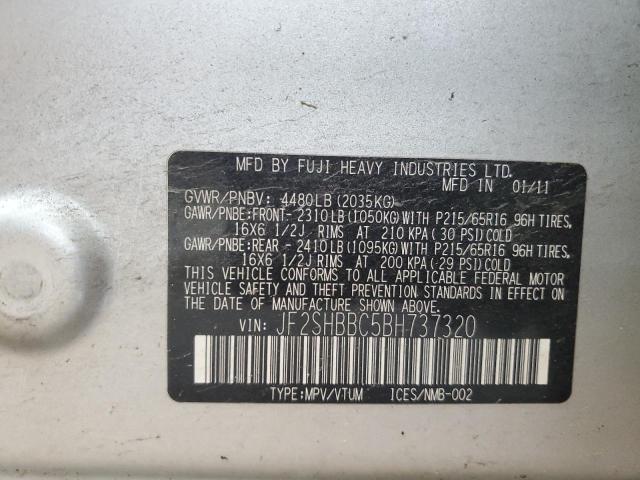 MFD BY FUJI HEAVY INDUSTRIES LTD.
MFD IN 01/11
GVWR/PNBV: 4480LB(2035KG)
GAWR/PNBE:FRONT- 2310LB(1050KG)WITH P215/65R16 96H TIRES,
16X6 1/2J RIMS AT 210 KPA(30 PSI)COLD
GAWR/PNBE:REAR - 2410LB(1095KG)WITH P215/65R16 96H TIRES,
16X6 1/2J RIMS AT 200 KPA(29 PSI)COLD
THIS VEHICLE CONFORMS TO ALL APPLICABLE FEDERAL MOTOR
VEHICLE SAFETY AND THEFT PREVENTION STANDARDS IN EFFECT ON
THE DATE OF MANUFACTURE SHOWN ABOVE.
VIN: JF2SHBBC5BH737320
TYPE:MPV/VTUM ICES/NMB-002